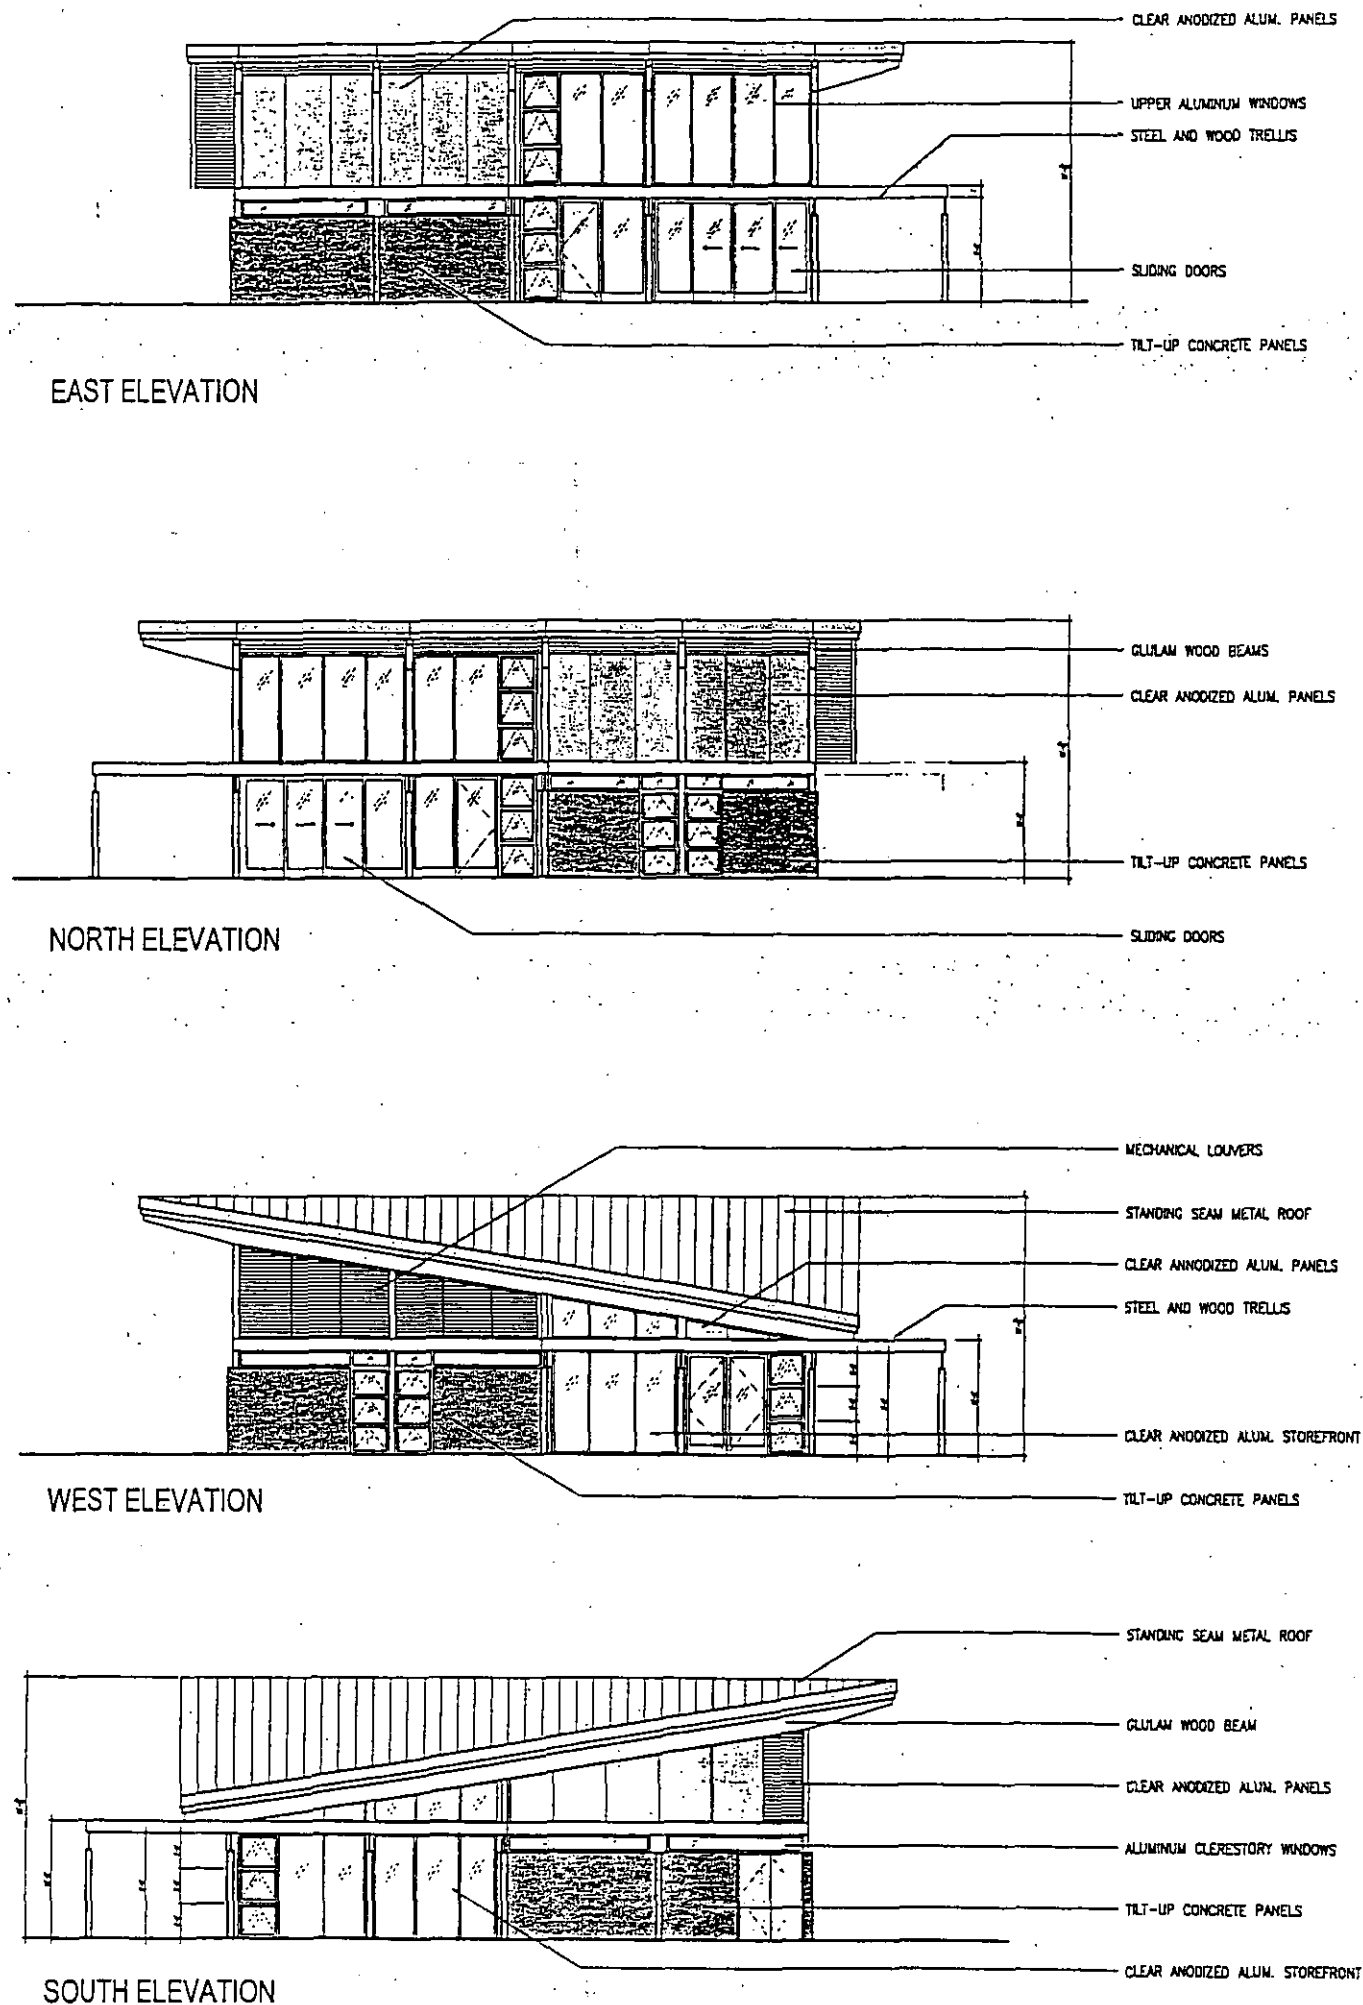 CLEAR ANODIZED ALUM. PANELS
UPPER ALUMINUM WINDOWS
STEEL AND WOOD TRELLIS
SLIDING DOORS
TILT-UP CONCRETE PANELS
EAST ELEVATION
GLULAM WOOD BEAMS
CLEAR ANODIZED ALUM. PANELS
TILT-UP CONCRETE PANELS
SLIDING DOORS
NORTH ELEVATION
MECHANICAL LOUVERS
STANDING SEAM METAL ROOF
CLEAR ANNODIZED ALUM. PANELS
STEEL AND WOOD TRELLIS
CLEAR ANODIZED ALUM. STOREFRONT
TILT-UP CONCRETE PANELS
WEST ELEVATION
STANDING SEAM METAL ROOF
GLULAM WOOD BEAM
CLEAR ANODIZED ALUM. PANELS
ALUMINUM CLERESTORY WINDOWS
TILT-UP CONCRETE PANELS
CLEAR ANODIZED ALUM. STOREFRONT
SOUTH ELEVATION